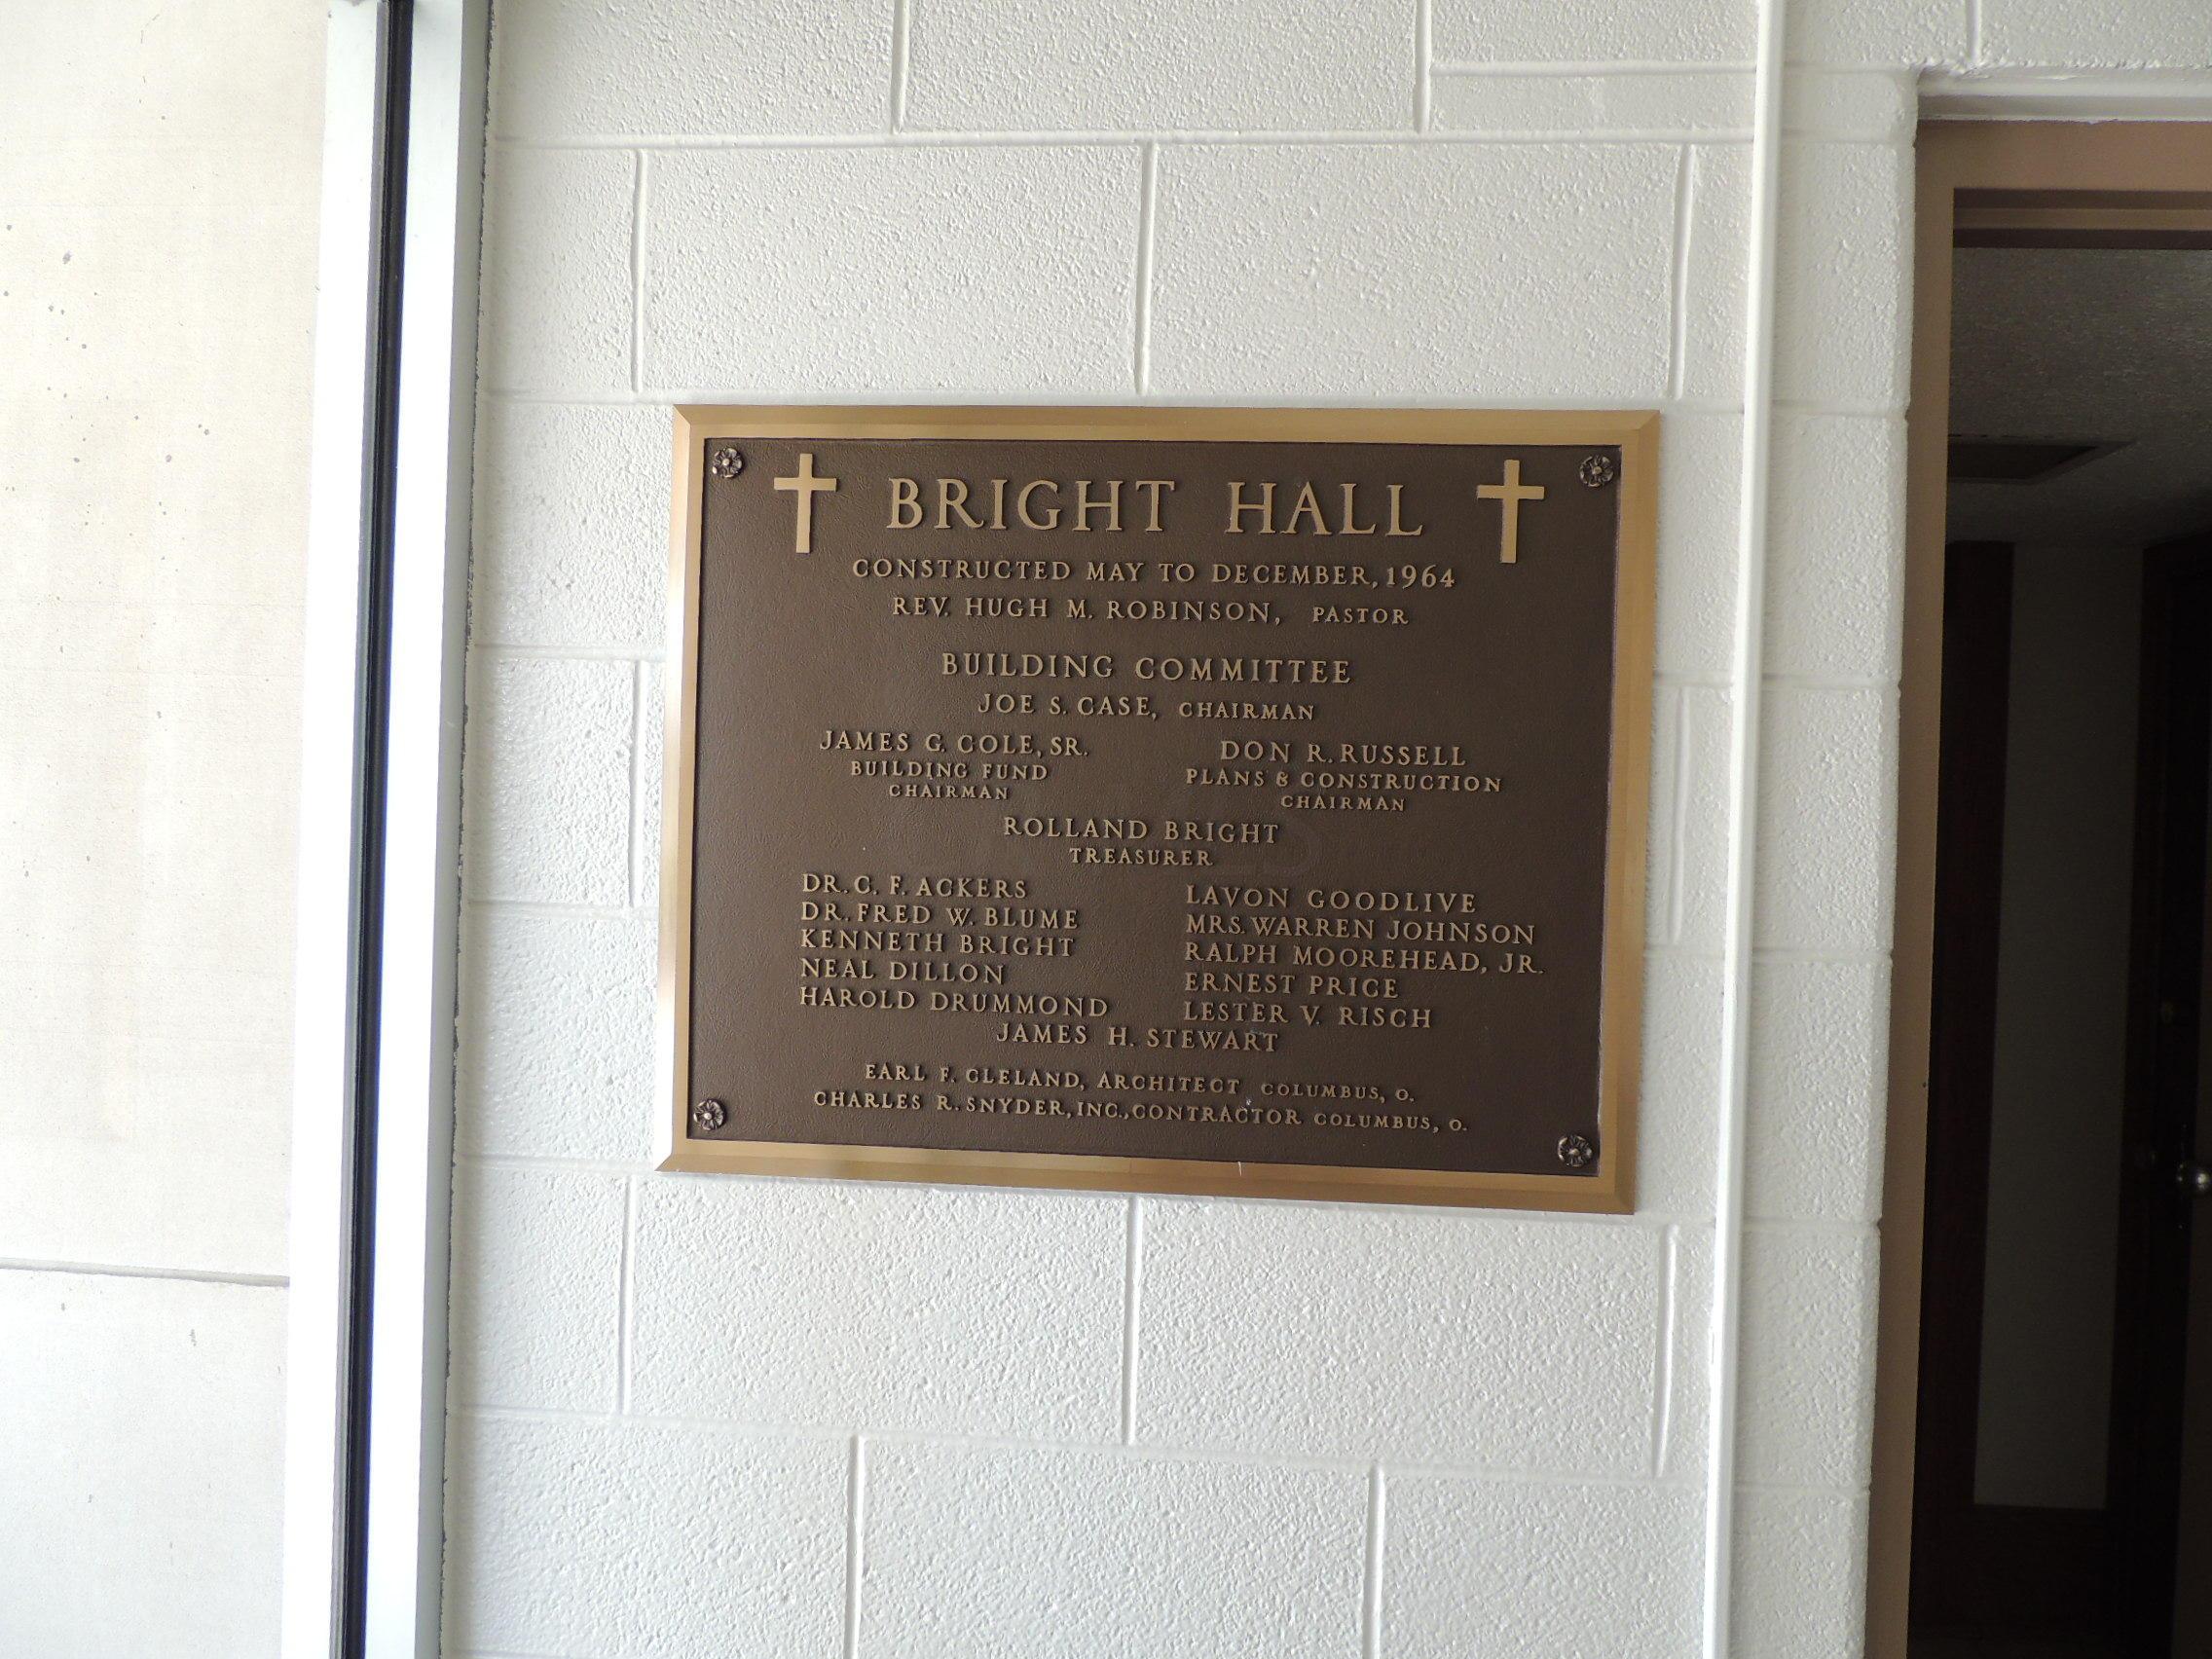 BRIGHT HALL
CONSTRUCTED MAY TO DECEMBER, 1964
REV. HUGH M. ROBINSON, PASTOR
BUILDING COMMITTEE
JOE S. CASE, CHAIRMAN
JAMES G. COLE, SR.
BUILDING FUND
CHAIRMAN
DON R. RUSSELL
PLANS & CONSTRUCTION
CHAIRMAN
ROLLAND BRIGHT
TREASURER
DR. C. F. ACKERS
DR. FRED W. BLUME
KENNETH BRIGHT
NEAL DILLON
HAROLD DRUMMOND
LAVON GOODLIVE
MRS. WARREN JOHNSON
RALPH MOOREHEAD, JR.
ERNEST PRICE
LESTER V. RISCH
JAMES H. STEWART
EARL F. CLELAND, ARCHITECT COLUMBUS, O.
CHARLES R. SNYDER, INC., CONTRACTOR COLUMBUS, O.